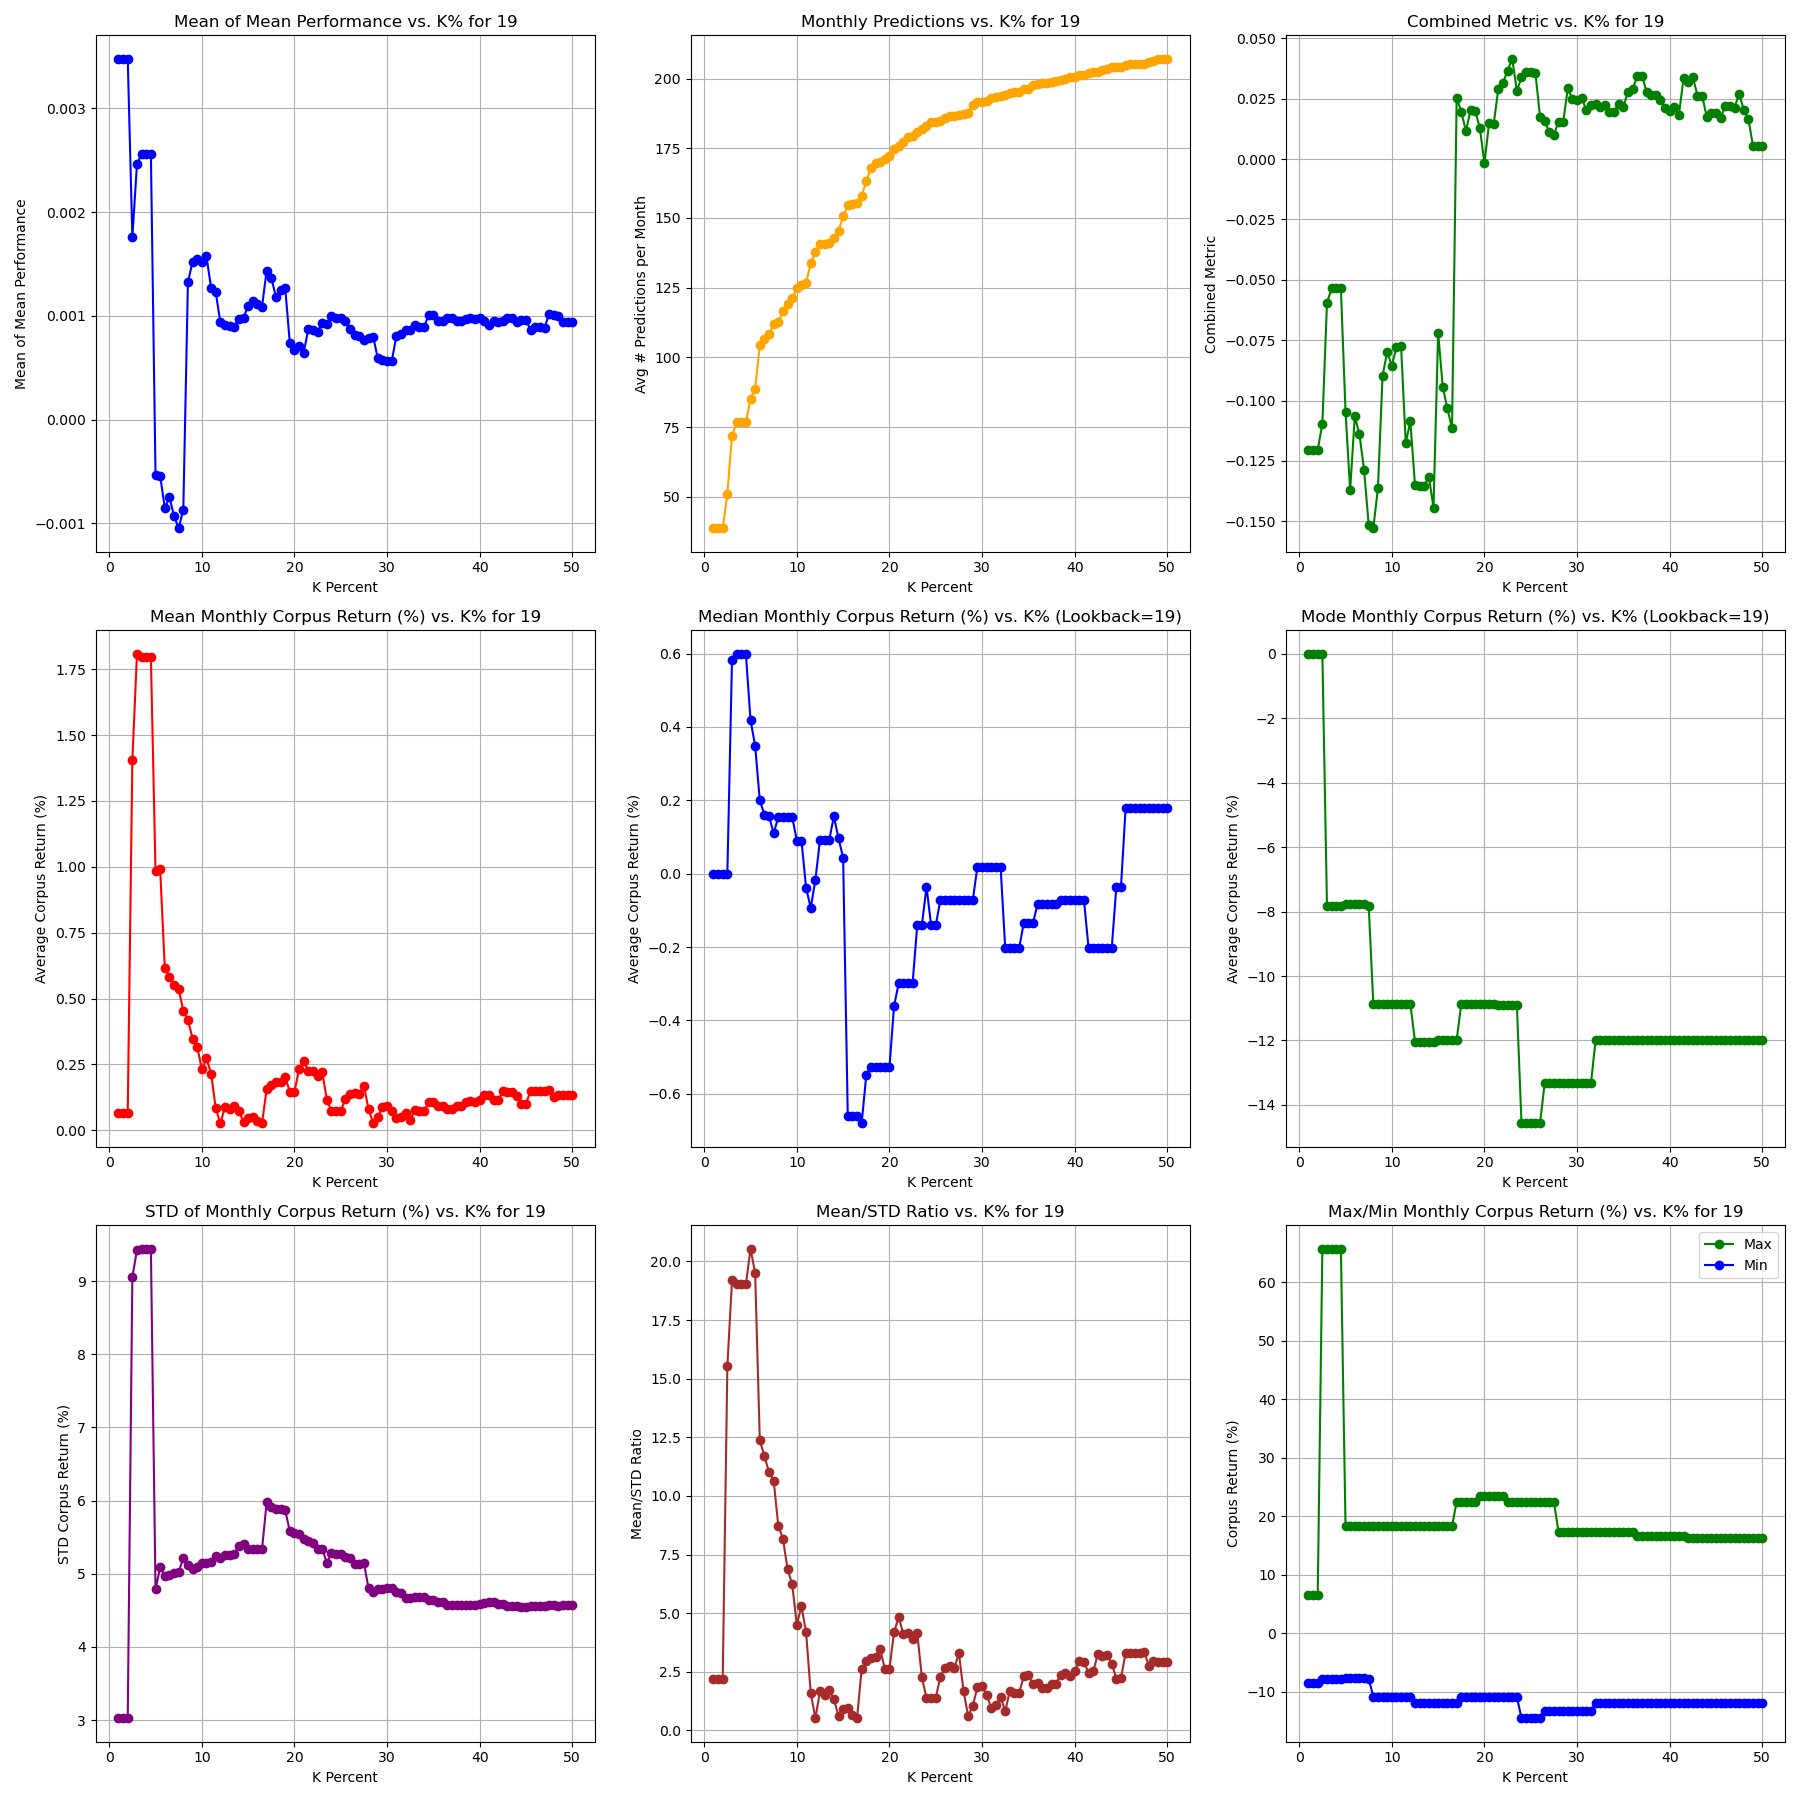 Mean of Mean Performance vs. K% for 19
Mean of Mean Performance
0.003
0.002
0.001
0.000
−0.001
0 10 20 30 40 50
K Percent
Monthly Predictions vs. K% for 19
Avg # Predictions per Month
200
175
150
125
100
75
50
0 10 20 30 40 50
K Percent
Combined Metric vs. K% for 19
Combined Metric
0.050
0.025
0.000
−0.025
−0.050
−0.075
−0.100
−0.125
−0.150
0 10 20 30 40 50
K Percent
Mean Monthly Corpus Return (%) vs. K% for 19
Average Corpus Return (%)
1.75
1.50
1.25
1.00
0.75
0.50
0.25
0.00
0 10 20 30 40 50
K Percent
Median Monthly Corpus Return (%) vs. K% (Lookback=19)
Average Corpus Return (%)
0.6
0.4
0.2
0.0
−0.2
−0.4
−0.6
0 10 20 30 40 50
K Percent
Mode Monthly Corpus Return (%) vs. K% (Lookback=19)
Average Corpus Return (%)
0
−2
−4
−6
−8
−10
−12
−14
0 10 20 30 40 50
K Percent
STD of Monthly Corpus Return (%) vs. K% for 19
STD Corpus Return (%)
9
8
7
6
5
4
3
0 10 20 30 40 50
K Percent
Mean/STD Ratio vs. K% for 19
Mean/STD Ratio
20.0
17.5
15.0
12.5
10.0
7.5
5.0
2.5
0.0
0 10 20 30 40 50
K Percent
Max/Min Monthly Corpus Return (%) vs. K% for 19
Max
Min
Corpus Return (%)
60
50
40
30
20
10
0
−10
0 10 20 30 40 50
K Percent